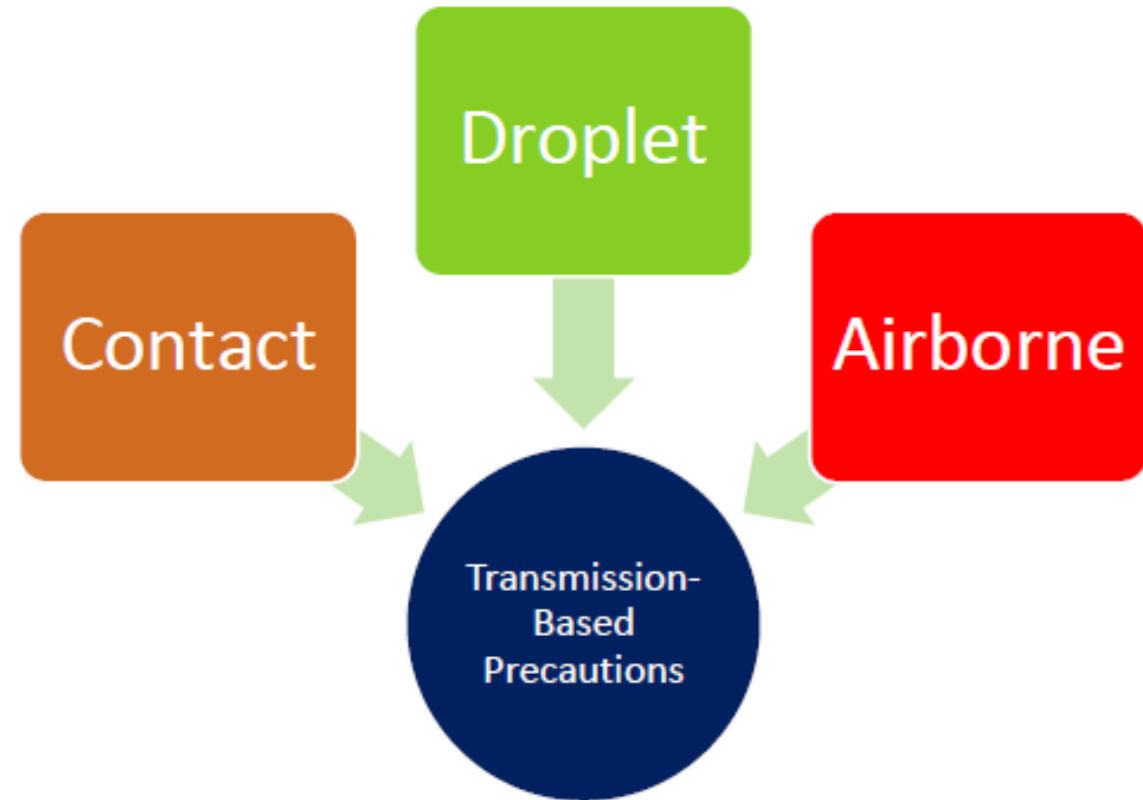 Droplet
Contact
Airborne
Transmission-
Based
Precautions